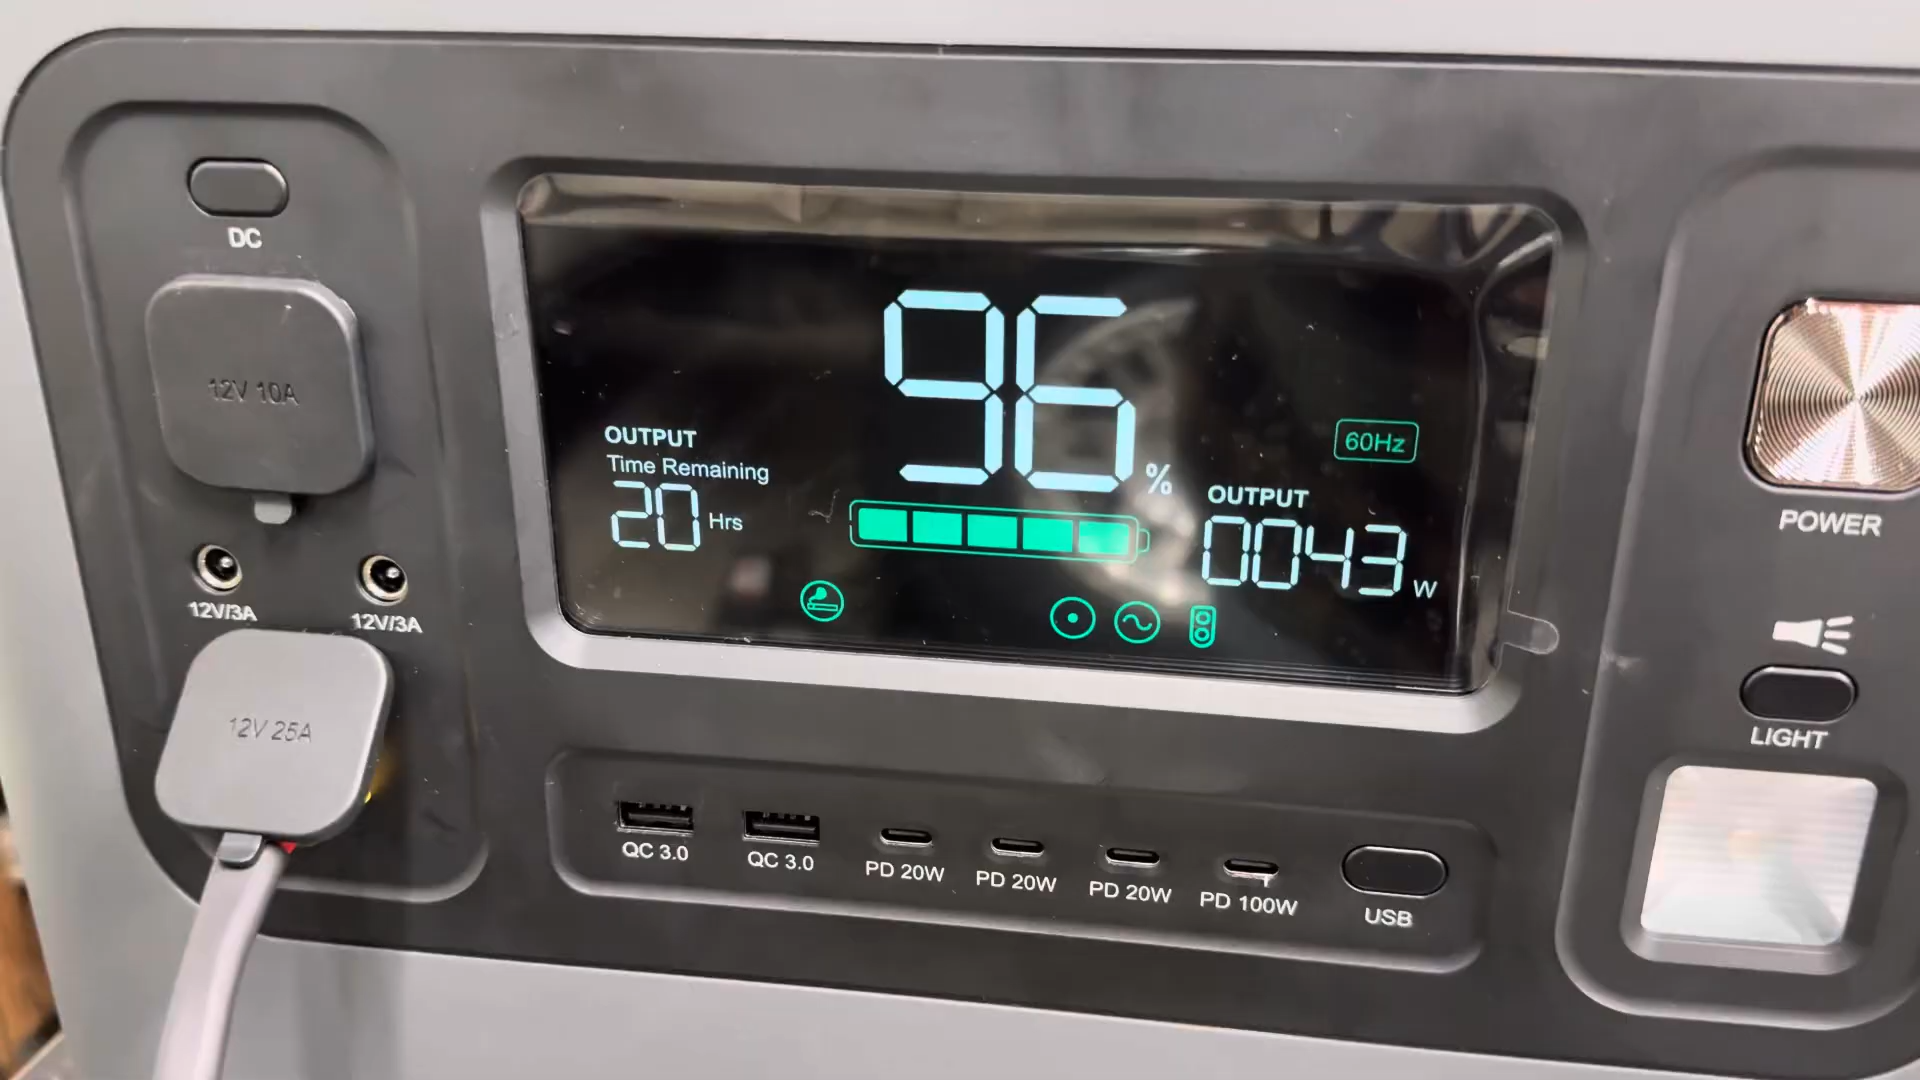 DC
12V 10A
12V/3A
12V/3A
12V 25A
96%
OUTPUT
Time Remaining
20 Hrs
60Hz
OUTPUT
0043 W
QC 3.0
QC 3.0
PD 20W
PD 20W
PD 20W
PD 100W
USB
POWER
LIGHT